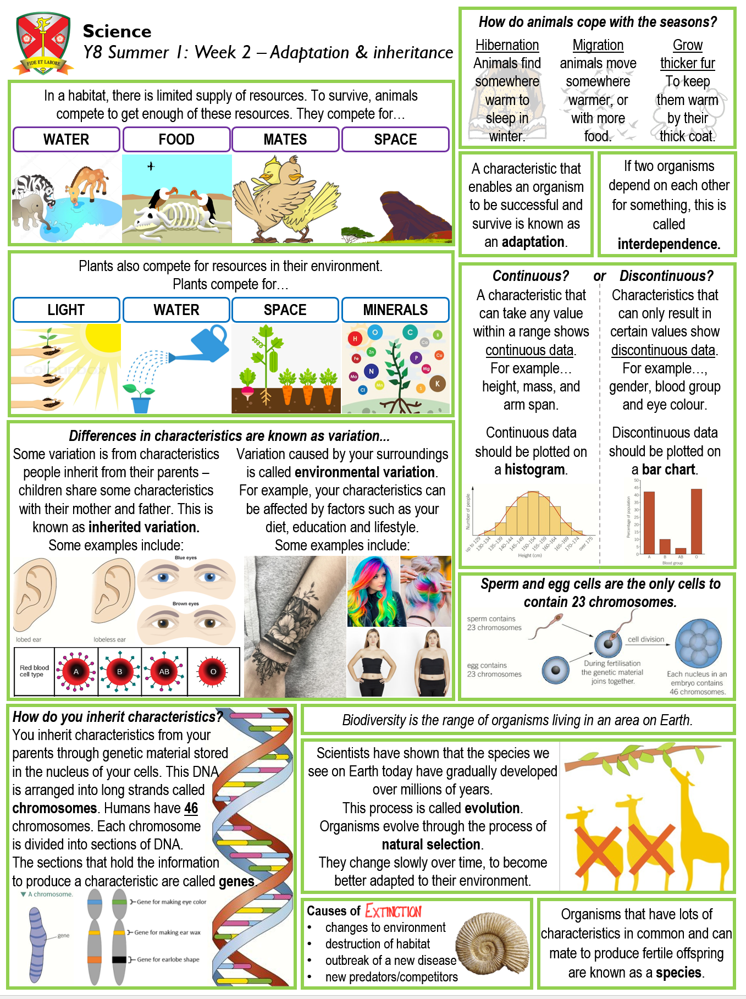 FIDE ET LABORE
Science
Y8 Summer 1: Week 2 – Adaptation & inheritance
In a habitat, there is limited supply of resources. To survive, animals
compete to get enough of these resources. They compete for…
WATER
FOOD
MATES
SPACE
Plants also compete for resources in their environment.
Plants compete for…
LIGHT
WATER
SPACE
MINERALS
Colourbox
H
O
C
B
Zn
Co
Fe
P
Cu
N
Mg
Mo
Mn
K
Cl
S
Differences in characteristics are known as variation...
Some variation is from characteristics
people inherit from their parents –
children share some characteristics
with their mother and father. This is
known as inherited variation.
Some examples include:
Variation caused by your surroundings
is called environmental variation.
For example, your characteristics can
be affected by factors such as your
diet, education and lifestyle.
Some examples include:
Blue eyes
Brown eyes
lobed ear
lobeless ear
Red blood
cell type
A
B
AB
O
How do animals cope with the seasons?
Hibernation
Animals find
somewhere
warm to
sleep in
winter.
Migration
animals move
somewhere
warmer, or
with more
food.
Grow
thicker fur
To keep
them warm
by their
thick coat.
A characteristic that
enables an organism
to be successful and
survive is known as
an adaptation.
If two organisms
depend on each other
for something, this is
called
interdependence.
Continuous? or Discontinuous?
A characteristic that
can take any value
within a range shows
continuous data.
For example…
height, mass, and
arm span.
Continuous data
should be plotted on
a histogram.
Number of people
up to 129
130–134
135–139
140–144
145–149
150–154
155–159
160–164
165–169
170–174
over 175
Height (cm)
Characteristics that
can only result in
certain values show
discontinuous data.
For example…,
gender, blood group
and eye colour.
Discontinuous data
should be plotted on
a bar chart.
Percentage of population
50
45
40
35
30
25
20
15
10
5
0
A
B
AB
O
Blood group
Sperm and egg cells are the only cells to
contain 23 chromosomes.
sperm contains
23 chromosomes
egg contains
23 chromosomes
cell division
During fertilisation
the genetic material
joins together.
Each nucleus in an
embryo contains
46 chromosomes.
How do you inherit characteristics?
You inherit characteristics from your
parents through genetic material stored
in the nucleus of your cells. This DNA
is arranged into long strands called
chromosomes. Humans have 46
chromosomes. Each chromosome
is divided into sections of DNA.
The sections that hold the information
to produce a characteristic are called genes.
▼ A chromosome.
gene
Gene for making eye color
Gene for making ear wax
Gene for earlobe shape
Biodiversity is the range of organisms living in an area on Earth.
Scientists have shown that the species we
see on Earth today have gradually developed
over millions of years.
This process is called evolution.
Organisms evolve through the process of
natural selection.
They change slowly over time, to become
better adapted to their environment.
Causes of EXTINCTION
• changes to environment
• destruction of habitat
• outbreak of a new disease
• new predators/competitors
Organisms that have lots of
characteristics in common and can
mate to produce fertile offspring
are known as a species.